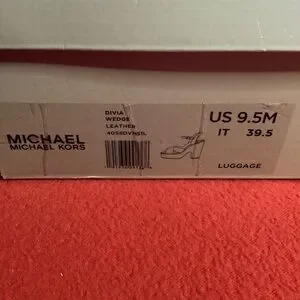 MICHAEL
MICHAEL KORS
DIVIA
WEDGE
LEATHER
US 9.5M
IT 39.5
LUGGAGE